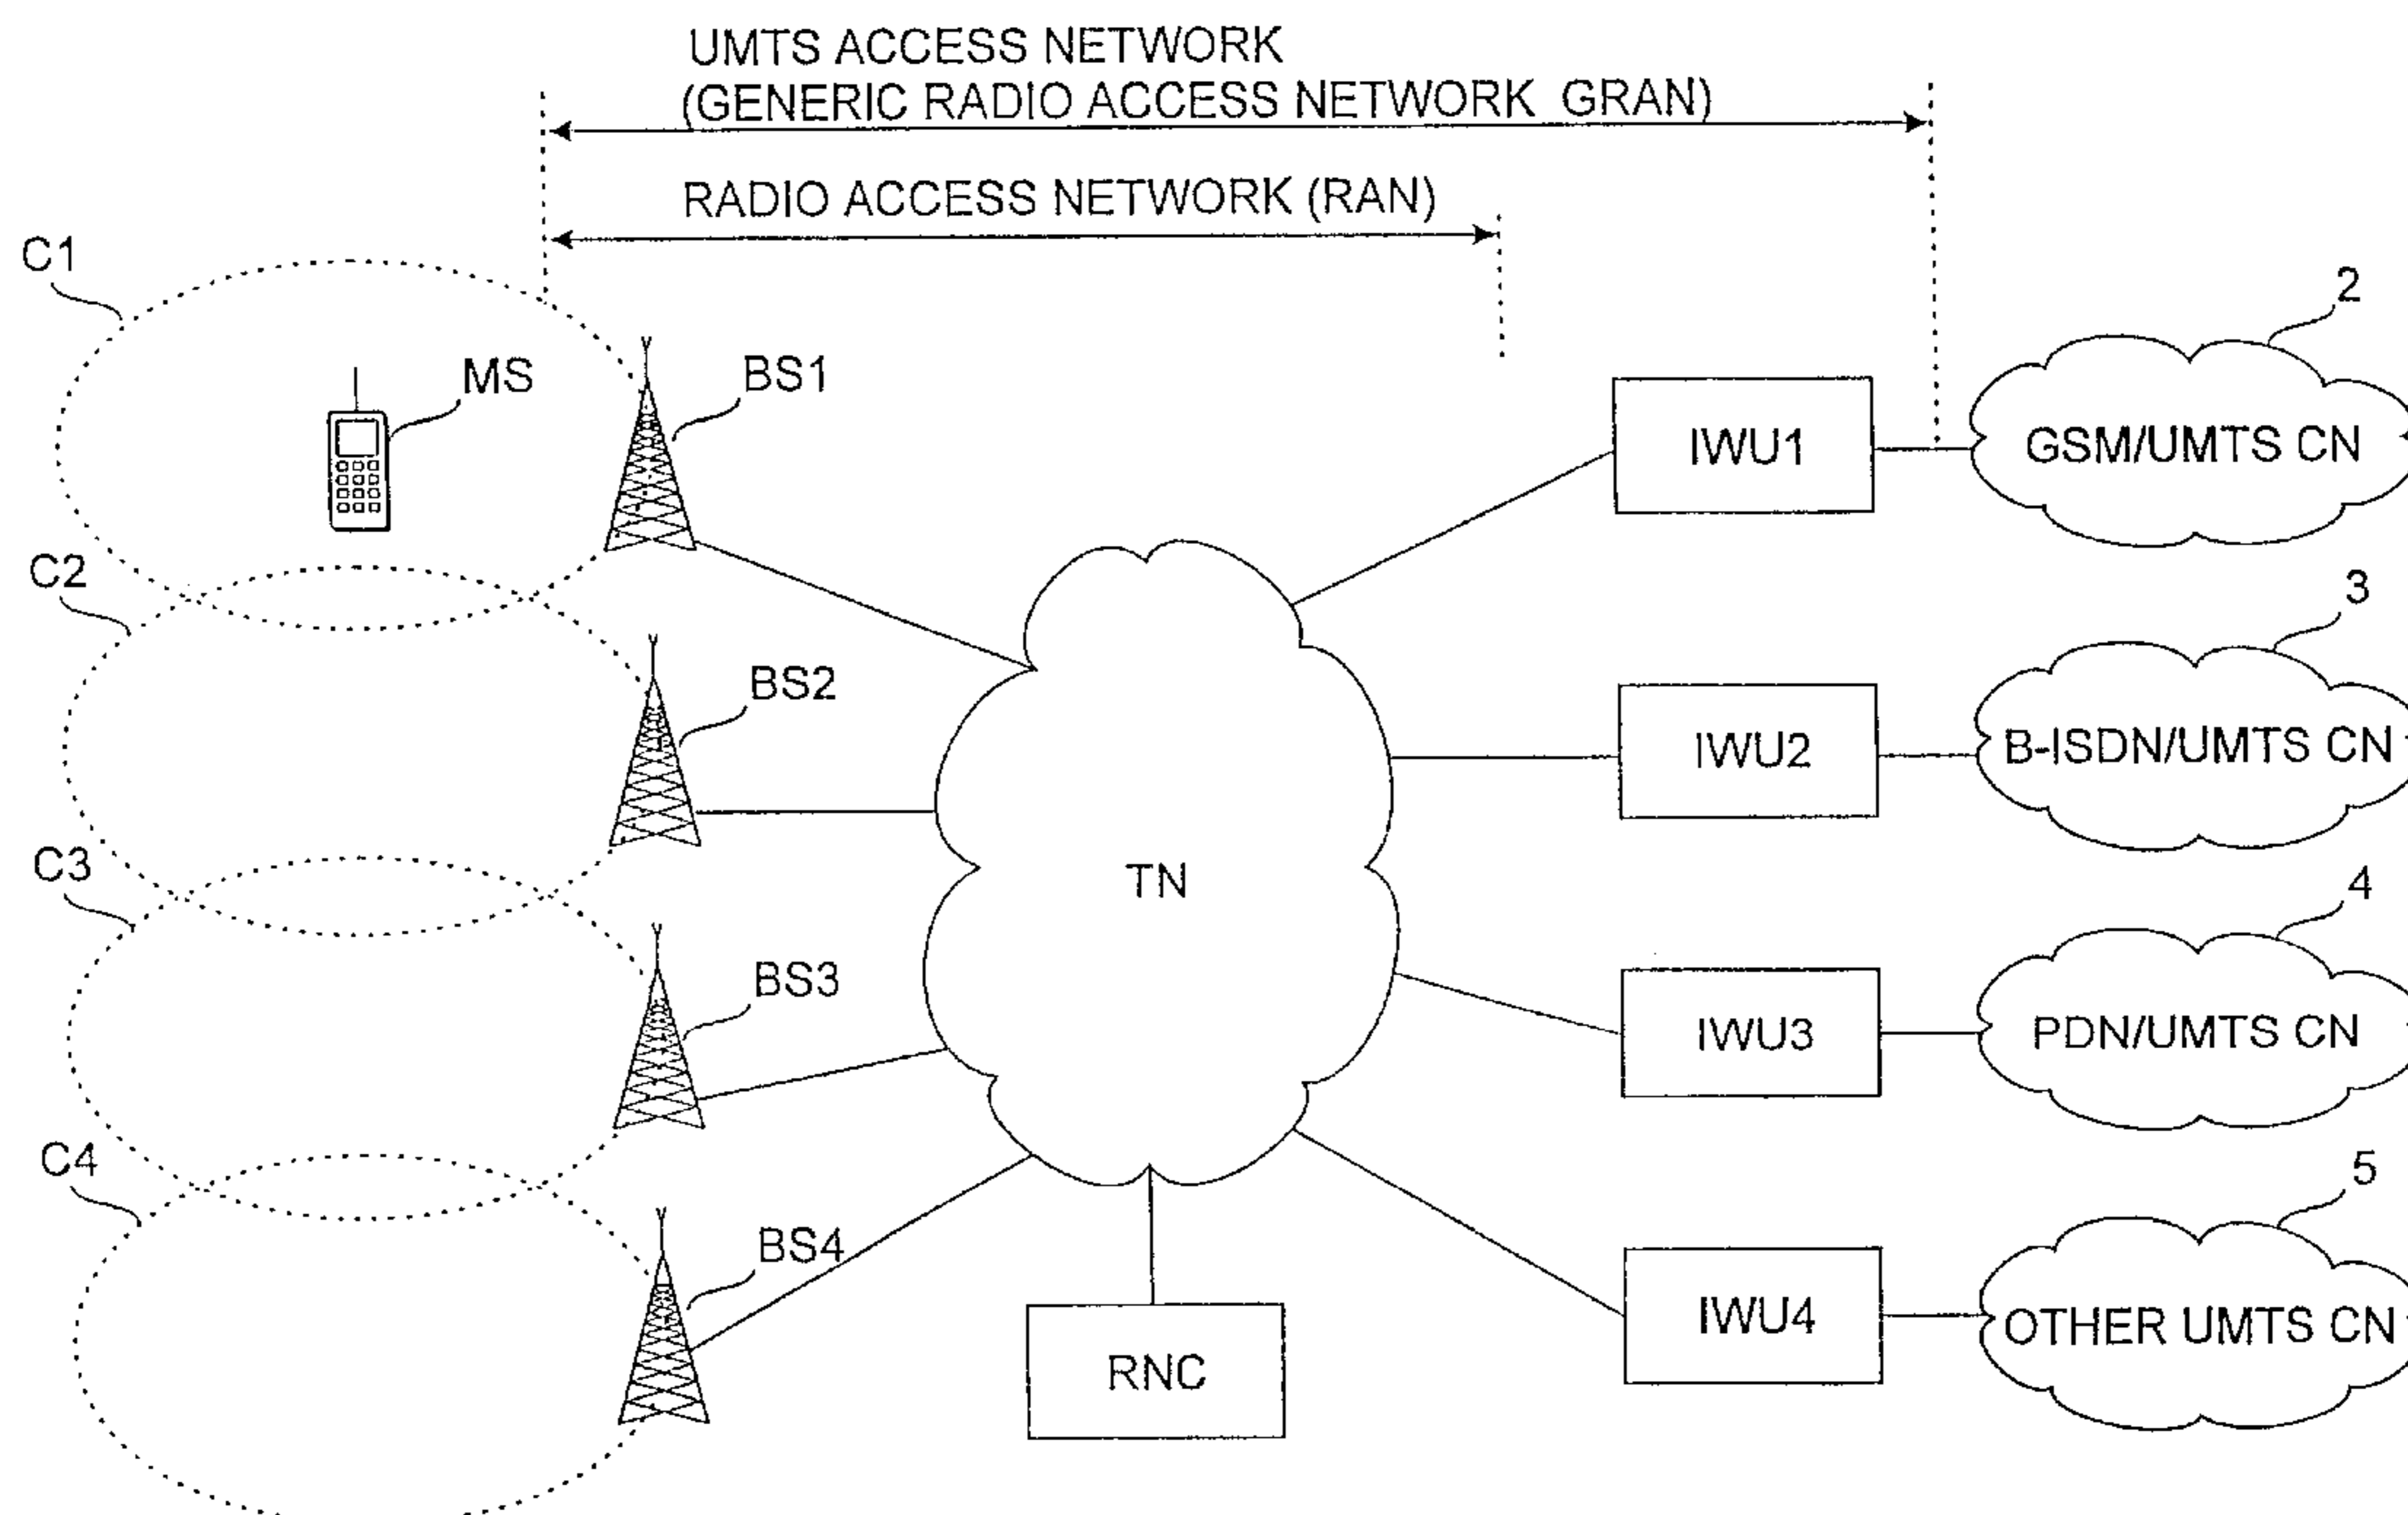 UMTS ACCESS NETWORK
(GENERIC RADIO ACCESS NETWORK GRAN)
RADIO ACCESS NETWORK (RAN)
C1
MS
BS1
IWU1
2
GSM/UMTS CN
C2
BS2
IWU2
3
B-ISDN/UMTS CN
TN
C3
BS3
IWU3
4
PDN/UMTS CN
C4
BS4
RNC
IWU4
5
OTHER UMTS CN